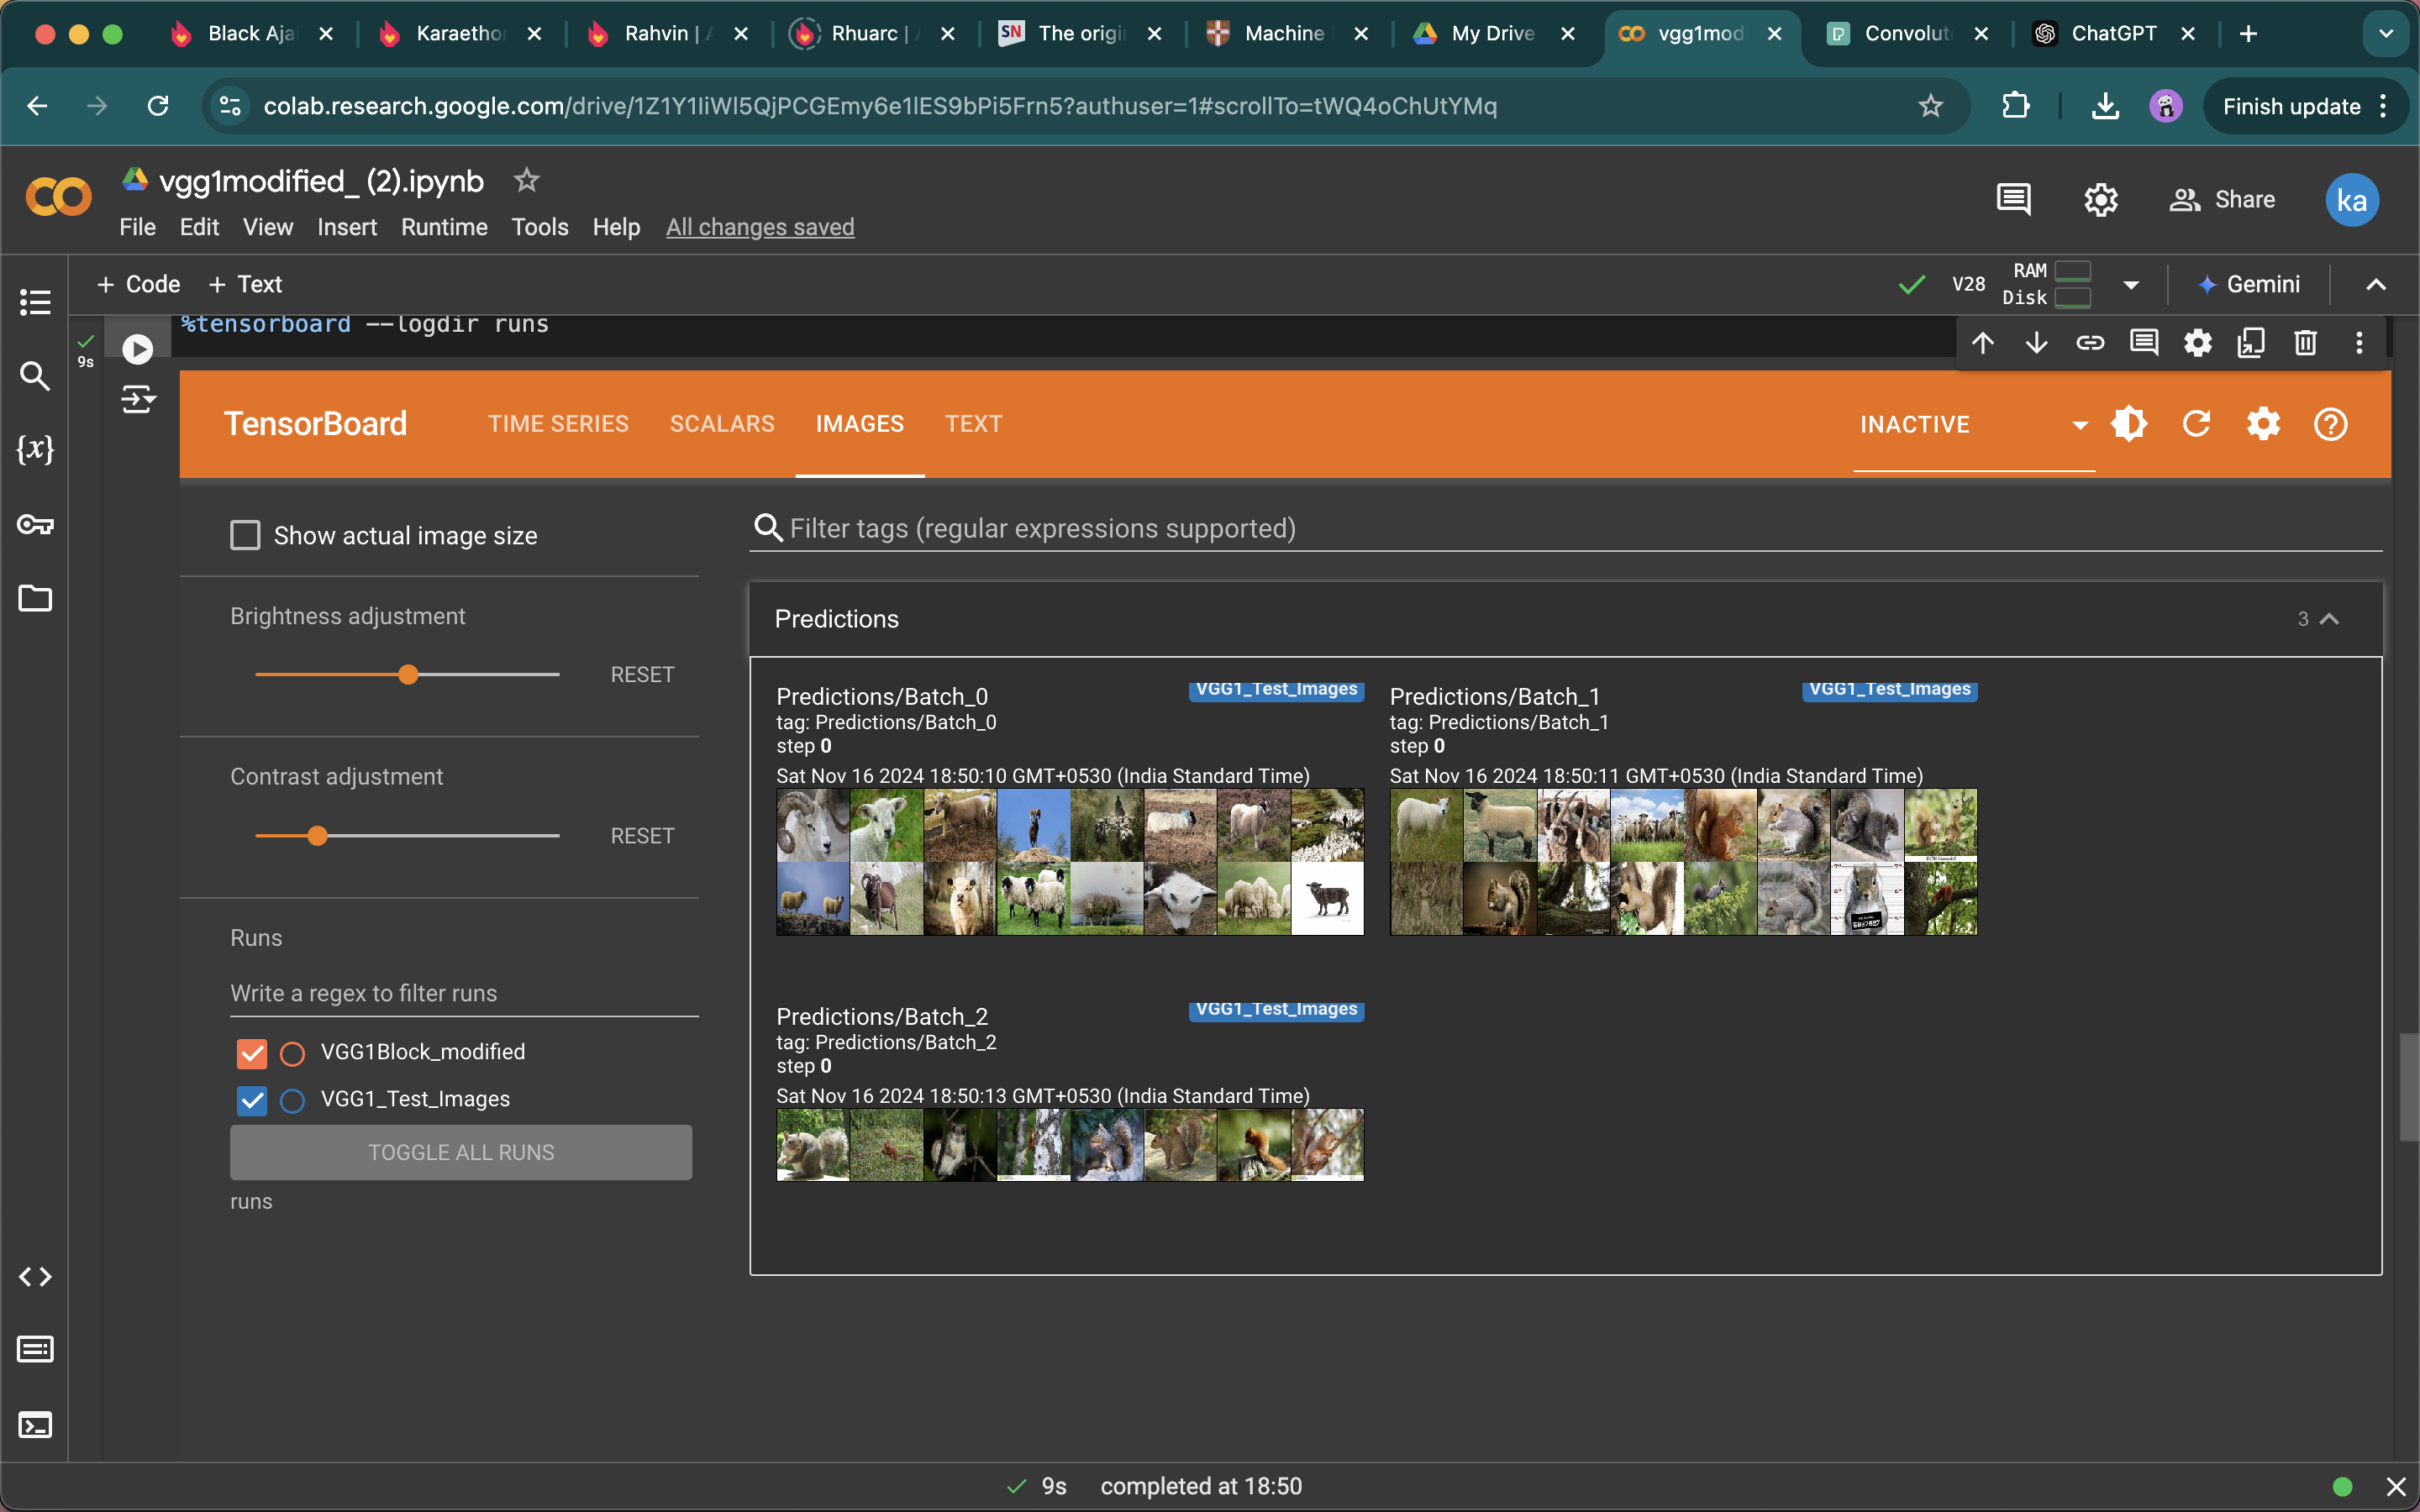 Black Aja
Karaethon
Rahvin | A
Rhuarc | A
SN The origi
Machine
My Drive
vgg1mod
Convolut
ChatGPT
colab.research.google.com/drive/1Z1Y1liWl5QjPCGEmy6e1lES9bPi5Frn5?authuser=1#scrollTo=tWQ4oChUtYMq
Finish update
vgg1modified_ (2).ipynb
Share
ka
File Edit View Insert Runtime Tools Help All changes saved
+ Code + Text
V28
RAM
Disk
Gemini
%tensorboard --logdir runs
9s
{x}
TensorBoard
TIME SERIES
SCALARS
IMAGES
TEXT
INACTIVE
Show actual image size
Filter tags (regular expressions supported)
Brightness adjustment
RESET
Contrast adjustment
RESET
Runs
Write a regex to filter runs
VGG1Block_modified
VGG1_Test_Images
TOGGLE ALL RUNS
runs
Predictions
3
Predictions/Batch_0
VGG1_Test_Images
tag: Predictions/Batch_0
step 0
Sat Nov 16 2024 18:50:10 GMT+0530 (India Standard Time)
Predictions/Batch_1
VGG1_Test_Images
tag: Predictions/Batch_1
step 0
Sat Nov 16 2024 18:50:11 GMT+0530 (India Standard Time)
Predictions/Batch_2
VGG1_Test_Images
tag: Predictions/Batch_2
step 0
Sat Nov 16 2024 18:50:13 GMT+0530 (India Standard Time)
9s completed at 18:50